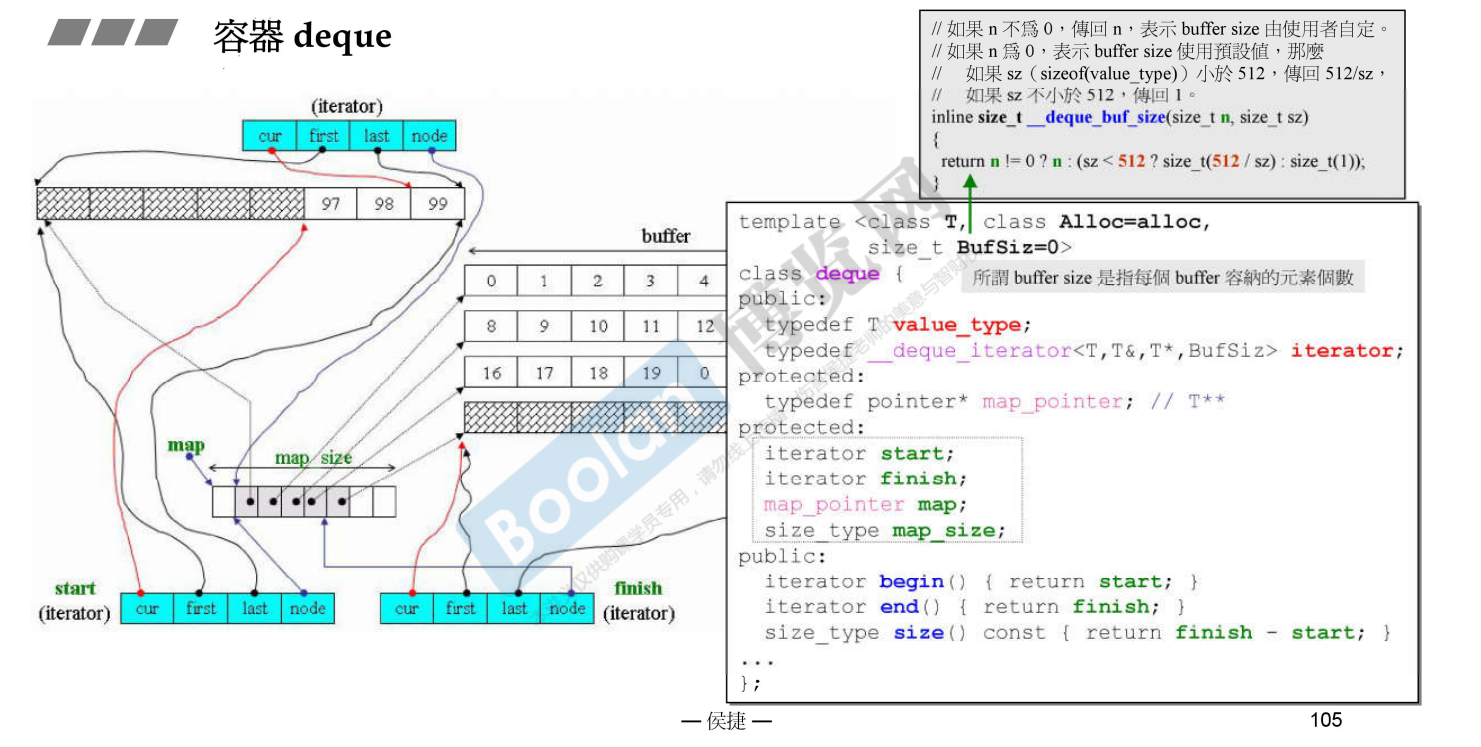 容器 deque
// 如果 n 不為 0，傳回 n，表示 buffer size 由使用者自定。
// 如果 n 為 0，表示 buffer size 使用預設值，那麼
// 如果 sz（sizeof(value_type)）小於 512，傳回 512/sz，
// 如果 sz 不小於 512，傳回 1。
inline size_t __deque_buf_size(size_t n, size_t sz)
{
return n != 0 ? n : (sz < 512 ? size_t(512 / sz) : size_t(1));
}
(iterator)
cur first last node
97 98 99
buffer
0 1 2 3 4
8 9 10 11 12
16 17 18 19 0
map
map_size
start
(iterator)
cur first last node
cur first last node
finish
(iterator)
template <class T, class Alloc=alloc,
size_t BufSiz=0>
class deque {
所謂 buffer size 是指每個 buffer 容納的元素個數
public:
typedef T value_type;
typedef __deque_iterator<T,T&,T*,BufSiz> iterator;
protected:
typedef pointer* map_pointer; // T**
protected:
iterator start;
iterator finish;
map_pointer map;
size_type map_size;
public:
iterator begin() { return start; }
iterator end() { return finish; }
size_type size() const { return finish - start; }
...
};
Boolan 博览网
— 侯捷 —
105